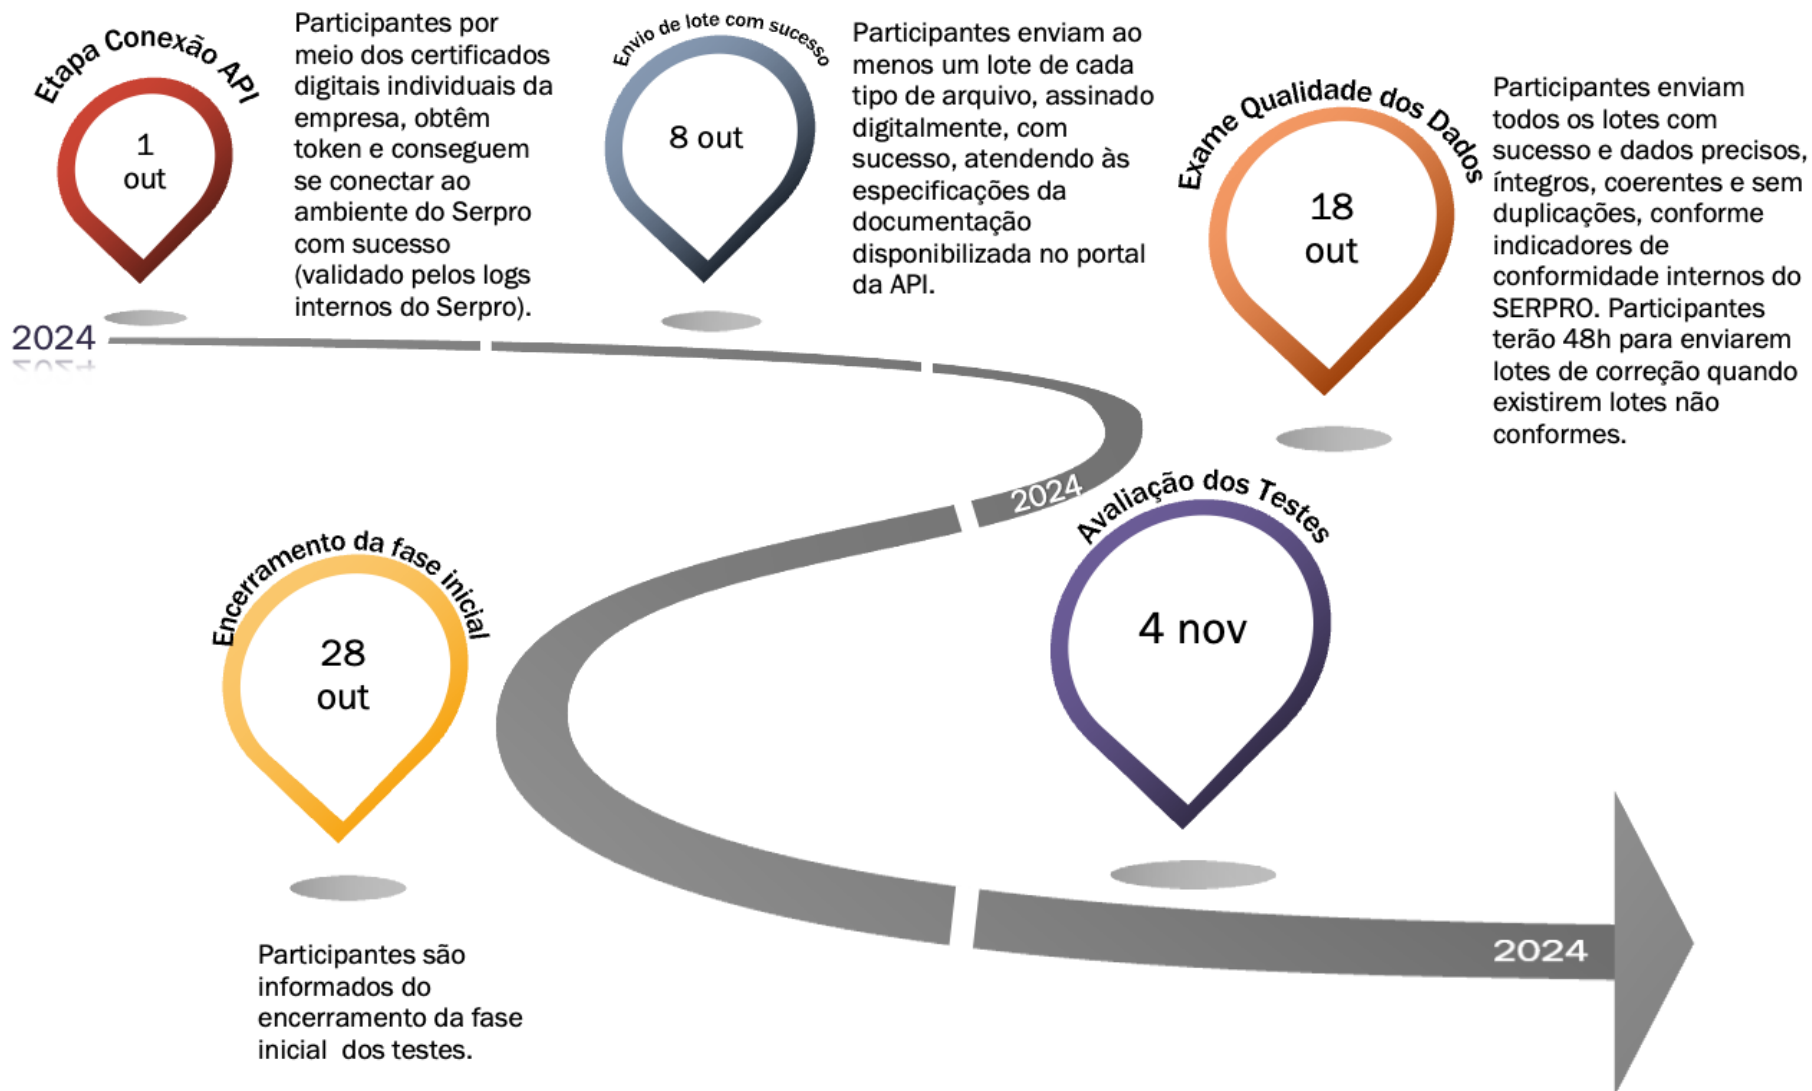 Etapa Conexão API
1
out
Participantes por
meio dos certificados
digitais individuais da
empresa, obtêm
token e conseguem
se conectar ao
ambiente do Serpro
com sucesso
(validado pelos logs
internos do Serpro).
Envio de lote com sucesso
8 out
Participantes enviam ao
menos um lote de cada
tipo de arquivo, assinado
digitalmente, com
sucesso, atendendo às
especificações da
documentação
disponibilizada no portal
da API.
Exame Qualidade dos Dados
18
out
Participantes enviam
todos os lotes com
sucesso e dados precisos,
íntegros, coerentes e sem
duplicações, conforme
indicadores de
conformidade internos do
SERPRO. Participantes
terão 48h para enviarem
lotes de correção quando
existirem lotes não
conformes.
2024
2024
Encerramento da fase inicial
28
out
Participantes são
informados do
encerramento da fase
inicial  dos testes.
Avaliação dos Testes
4 nov
2024